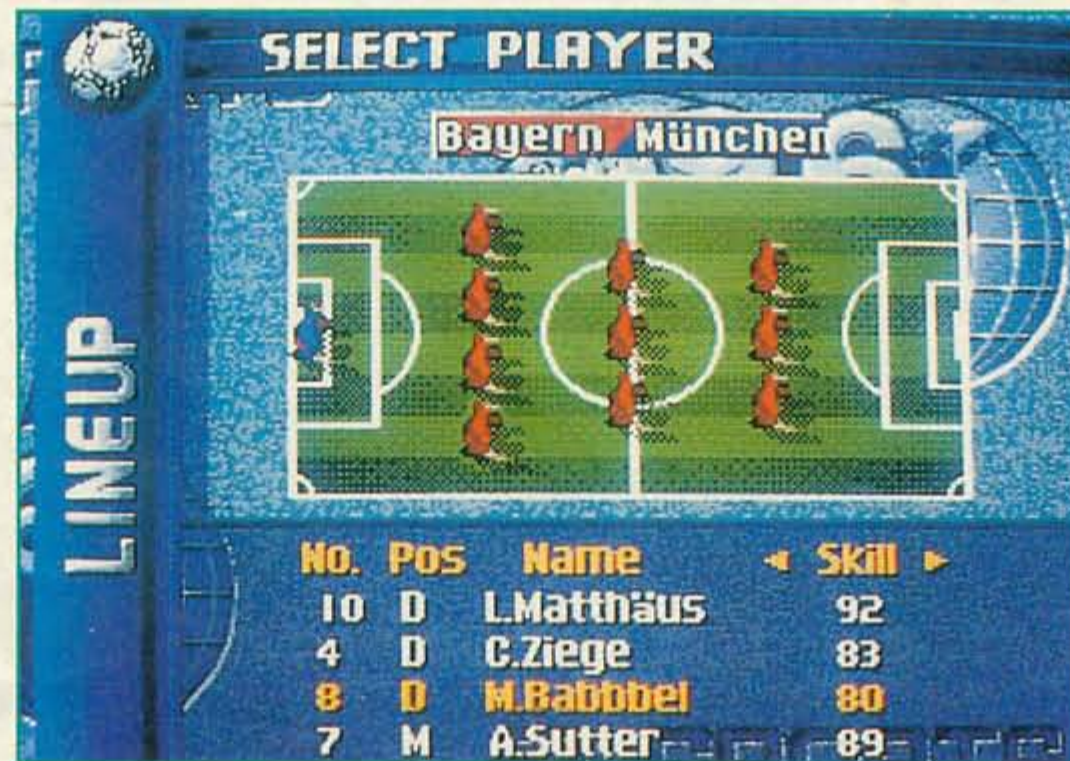 SELECT PLAYER
Bayern München
LINEUP
No. Pos Name ◄ Skill ►
10 D L.Matthäus 92
4 D C.Ziege 83
8 D M.Babbbel 80
7 M A.Sutter 89